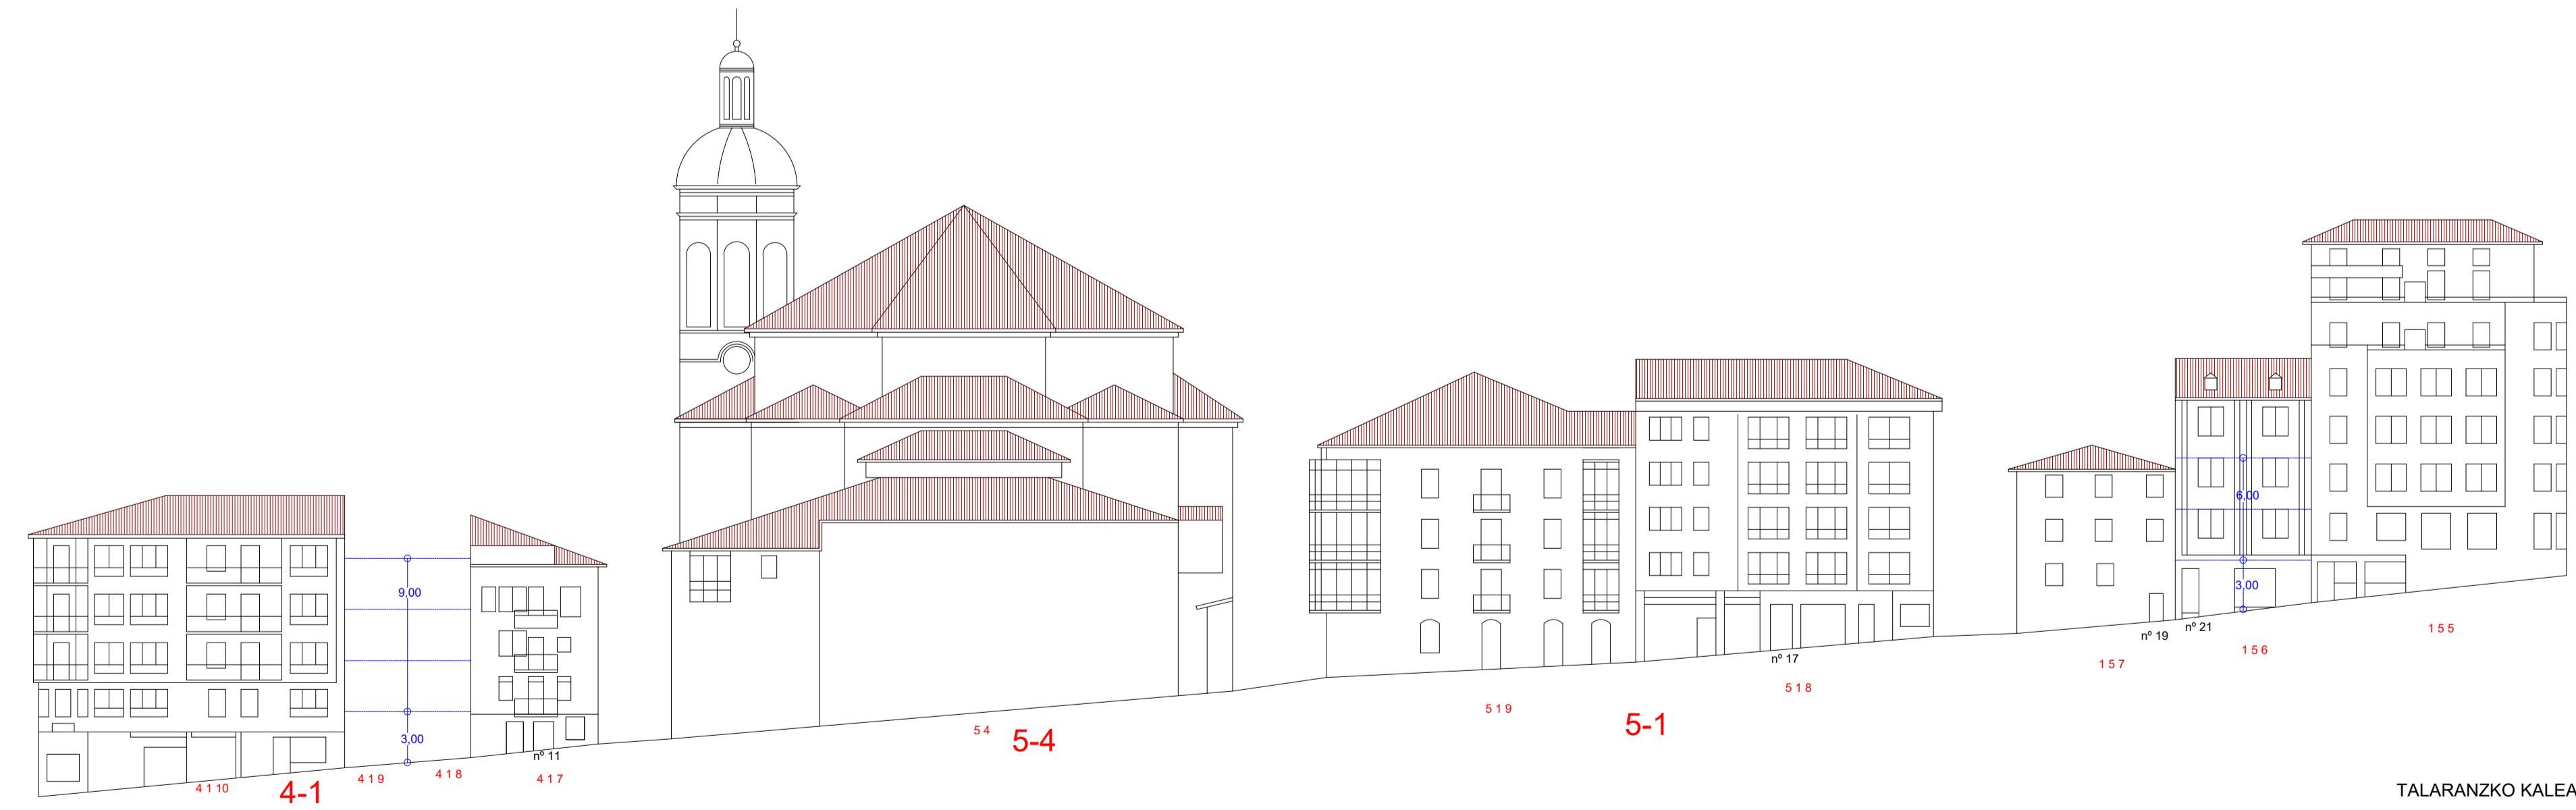 9,00
3,00
nº 11
4 1 10
4-1
4 1 9
4 1 8
4 1 7
5 4
5-4
5 1 9
5-1
nº 17
5 1 8
6,00
3,00
nº 19
nº 21
1 5 7
1 5 6
1 5 5
TALARANZKO KALEA